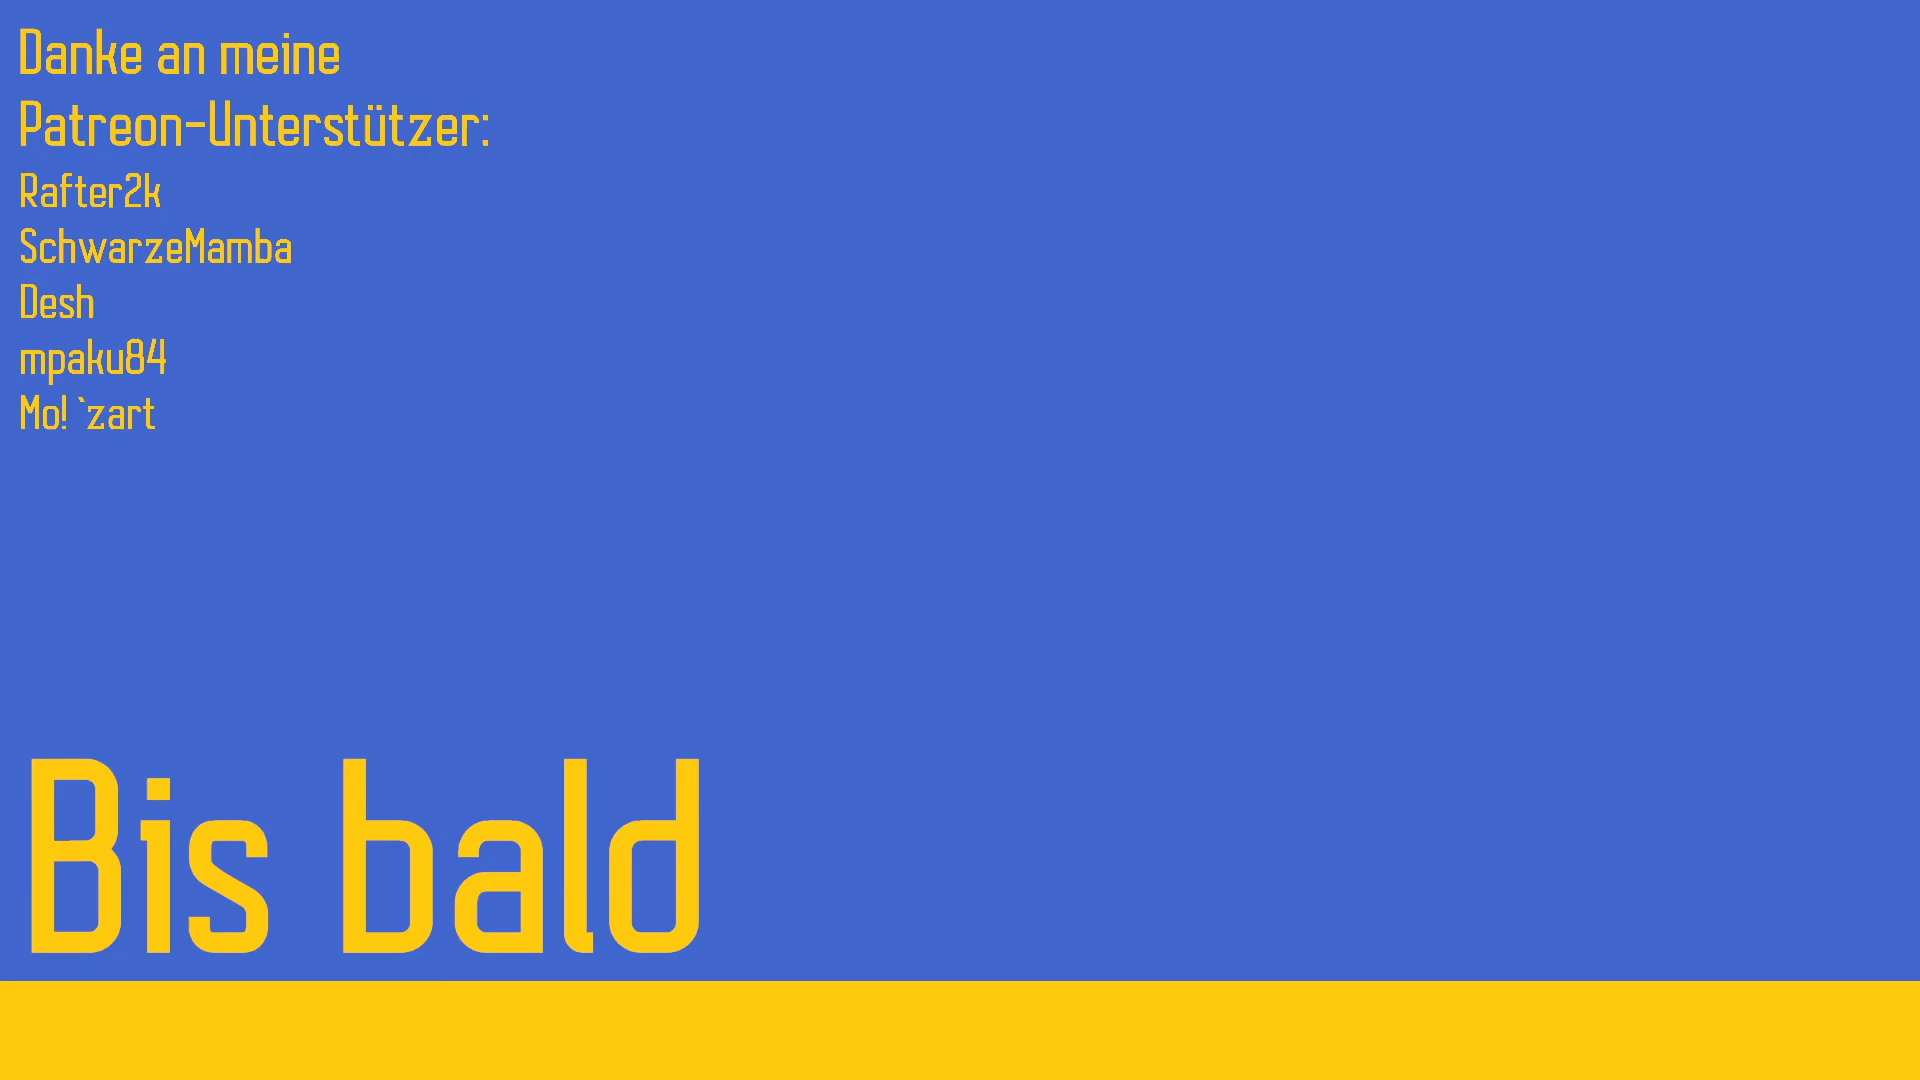 Danke an meine
Patreon-Unterstützer:
Rafter2k
SchwarzeMamba
Desh
mpaku84
Mo! `zart
Bis bald